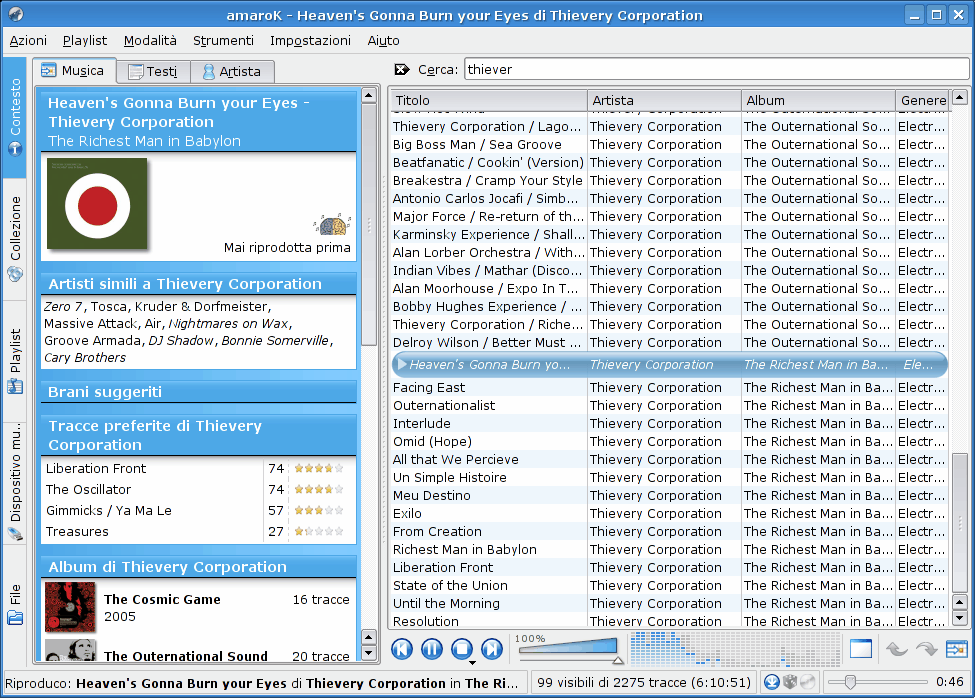 amaroK - Heaven's Gonna Burn your Eyes di Thievery Corporation
Azioni Playlist Modalità Strumenti Impostazioni Aiuto
Contesto
Collezione
Playlist
Dispositivo mu...
File
Musica Testi Artista
Heaven's Gonna Burn your Eyes -
Thievery Corporation
The Richest Man in Babylon
Mai riprodotta prima
Artisti simili a Thievery Corporation
Zero 7, Tosca, Kruder & Dorfmeister,
Massive Attack, Air, Nightmares on Wax,
Groove Armada, DJ Shadow, Bonnie Somerville,
Cary Brothers
Brani suggeriti
Tracce preferite di Thievery
Corporation
Liberation Front 74
The Oscillator 74
Gimmicks / Ya Ma Le 57
Treasures 27
Album di Thievery Corporation
The Cosmic Game 16 tracce
2005
The Outernational Sound 20 tracce
Cerca: thiever
Titolo Artista Album Genere
Thievery Corporation / Lago... Thievery Corporation The Outernational So... Electr...
Big Boss Man / Sea Groove Thievery Corporation The Outernational So... Electr...
Beatfanatic / Cookin' (Version) Thievery Corporation The Outernational So... Electr...
Breakestra / Cramp Your Style Thievery Corporation The Outernational So... Electr...
Antonio Carlos Jocafi / Simb... Thievery Corporation The Outernational So... Electr...
Major Force / Re-return of th... Thievery Corporation The Outernational So... Electr...
Karminsky Experience / Shall... Thievery Corporation The Outernational So... Electr...
Alan Lorber Orchestra / With... Thievery Corporation The Outernational So... Electr...
Indian Vibes / Mathar (Disco... Thievery Corporation The Outernational So... Electr...
Alan Moorhouse / Expo In T... Thievery Corporation The Outernational So... Electr...
Bobby Hughes Experience / ... Thievery Corporation The Outernational So... Electr...
Thievery Corporation / Riche... Thievery Corporation The Outernational So... Electr...
Delroy Wilson / Better Must ... Thievery Corporation The Outernational So... Electr...
Heaven's Gonna Burn yo... Thievery Corporation The Richest Man in Ba... Ele...
Facing East Thievery Corporation The Richest Man in Ba... Electr...
Outernationalist Thievery Corporation The Richest Man in Ba... Electr...
Interlude Thievery Corporation The Richest Man in Ba... Electr...
Omid (Hope) Thievery Corporation The Richest Man in Ba... Electr...
All that We Percieve Thievery Corporation The Richest Man in Ba... Electr...
Un Simple Histoire Thievery Corporation The Richest Man in Ba... Electr...
Meu Destino Thievery Corporation The Richest Man in Ba... Electr...
Exilo Thievery Corporation The Richest Man in Ba... Electr...
From Creation Thievery Corporation The Richest Man in Ba... Electr...
Richest Man in Babylon Thievery Corporation The Richest Man in Ba... Electr...
Liberation Front Thievery Corporation The Richest Man in Ba... Electr...
State of the Union Thievery Corporation The Richest Man in Ba... Electr...
Until the Morning Thievery Corporation The Richest Man in Ba... Electr...
Resolution Thievery Corporation The Richest Man in Ba... Electr...
100%
Riproduco: Heaven's Gonna Burn your Eyes di Thievery Corporation in The Ri... 99 visibili di 2275 tracce (6:10:51) 0:46